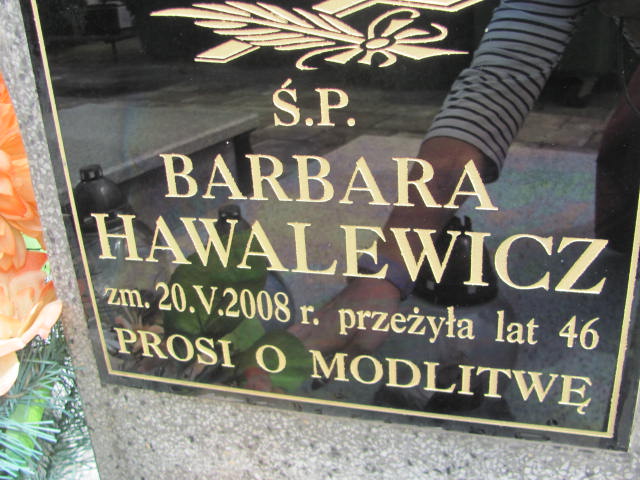 Ś.P.
BARBARA
HAWALEWICZ
zm. 20.V.2008 r. przeżyła lat 46
PROSI O MODLITWĘ